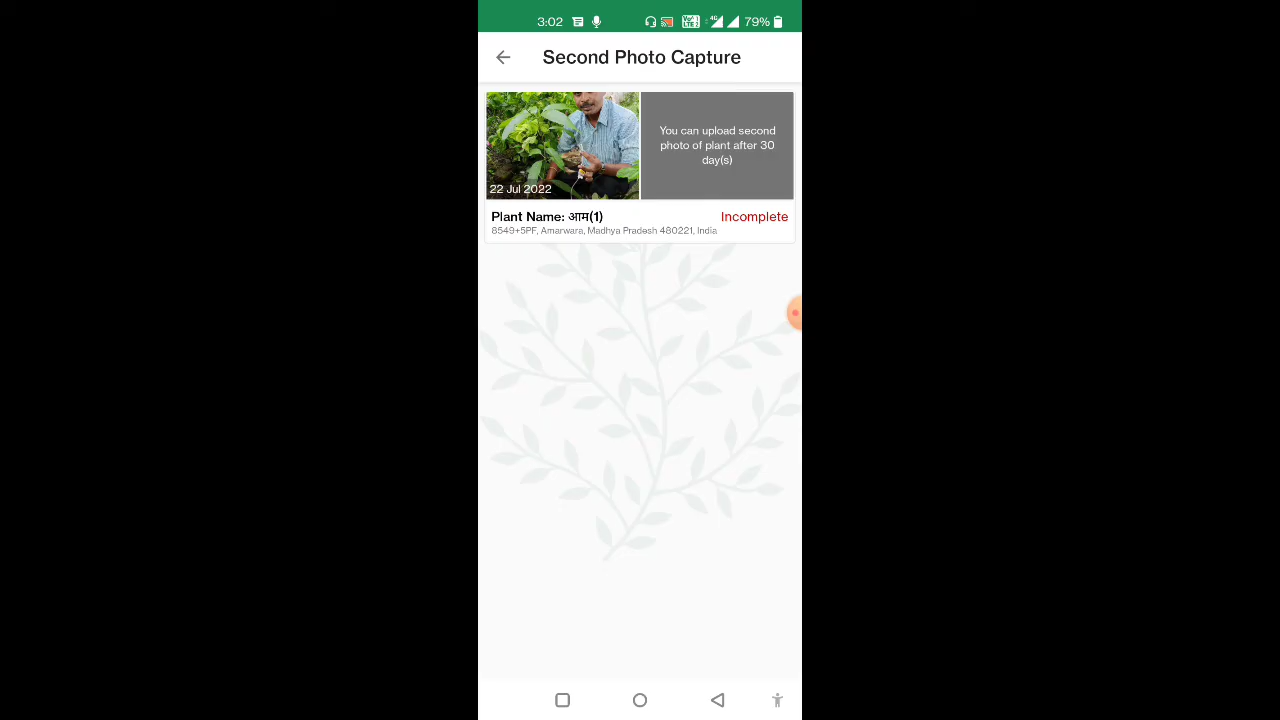 3:02 79%
Second Photo Capture
You can upload second
photo of plant after 30
day(s)
22 Jul 2022
Plant Name: आम(1)
Incomplete
8549+5PF, Amarwara, Madhya Pradesh 480221, India